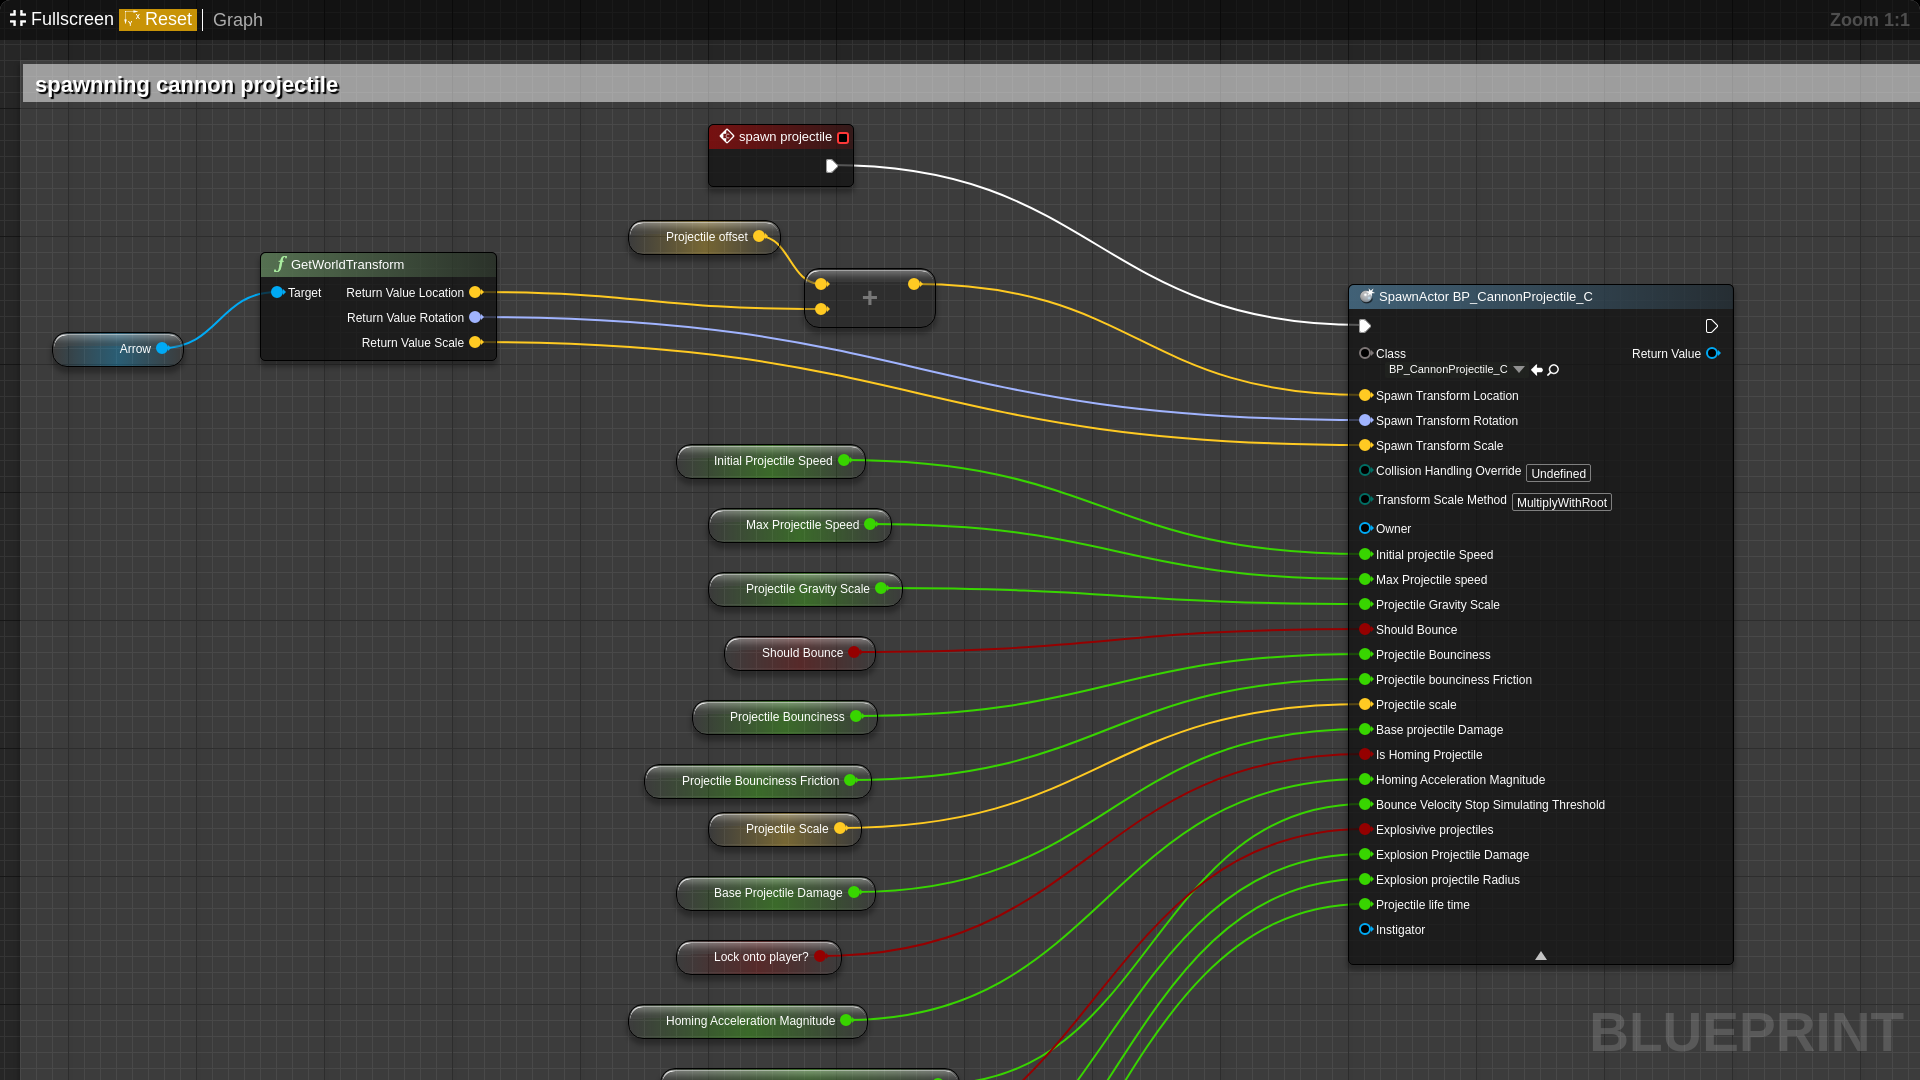 Fullscreen Reset Graph Zoom 1:1
spawnning cannon projectile
spawn projectile
Projectile offset
GetWorldTransform
Target Return Value Location
Return Value Rotation
Return Value Scale
Arrow
+
SpawnActor BP_CannonProjectile_C
Class Return Value
BP_CannonProjectile_C
Spawn Transform Location
Spawn Transform Rotation
Spawn Transform Scale
Collision Handling Override Undefined
Transform Scale Method MultiplyWithRoot
Owner
Initial projectile Speed
Max Projectile speed
Projectile Gravity Scale
Should Bounce
Projectile Bounciness
Projectile bounciness Friction
Projectile scale
Base projectile Damage
Is Homing Projectile
Homing Acceleration Magnitude
Bounce Velocity Stop Simulating Threshold
Explosivive projectiles
Explosion Projectile Damage
Explosion projectile Radius
Projectile life time
Instigator
Initial Projectile Speed
Max Projectile Speed
Projectile Gravity Scale
Should Bounce
Projectile Bounciness
Projectile Bounciness Friction
Projectile Scale
Base Projectile Damage
Lock onto player?
Homing Acceleration Magnitude
BLUEPRINT